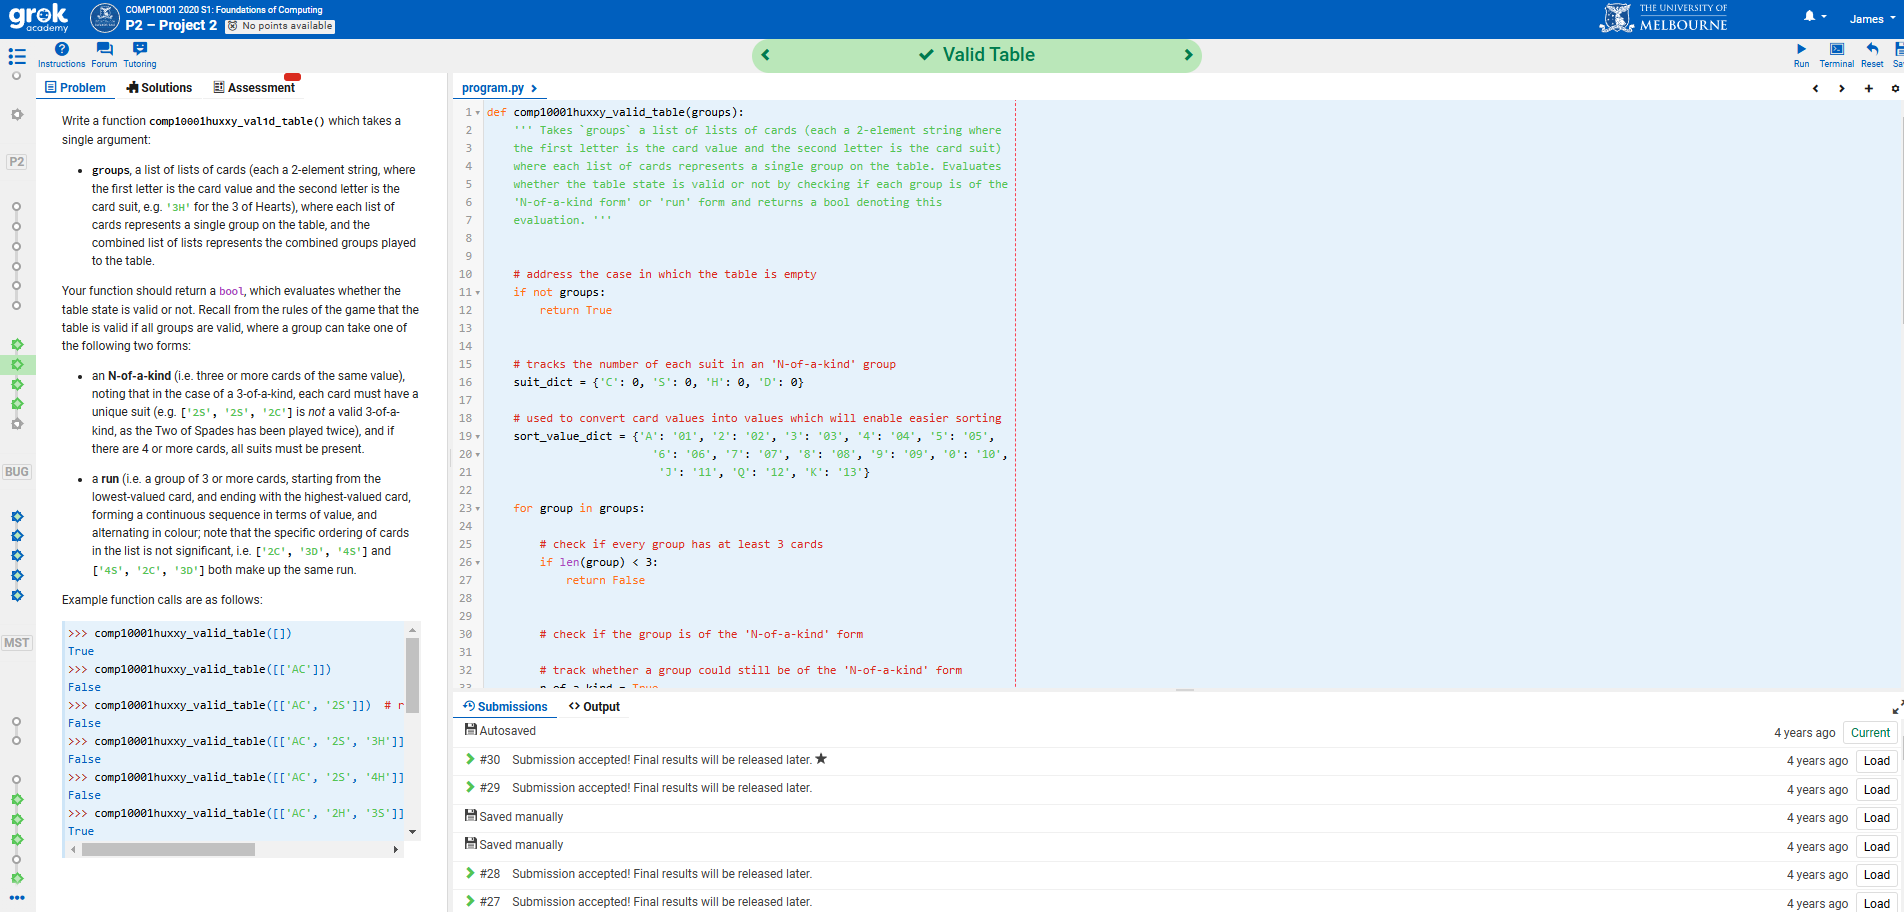 grok
academy
COMP10001 2020 S1: Foundations of Computing
P2 – Project 2
No points available
THE UNIVERSITY OF
MELBOURNE
James
Instructions
Forum
Tutoring
Valid Table
Run
Terminal
Reset
Sa
Problem
Solutions
Assessment
P2
BUG
MST
Write a function comp10001huxxy_valid_table() which takes a
single argument:
• groups, a list of lists of cards (each a 2-element string, where
the first letter is the card value and the second letter is the
card suit, e.g. '3H' for the 3 of Hearts), where each list of
cards represents a single group on the table, and the
combined list of lists represents the combined groups played
to the table.
Your function should return a bool, which evaluates whether the
table state is valid or not. Recall from the rules of the game that the
table is valid if all groups are valid, where a group can take one of
the following two forms:
• an N-of-a-kind (i.e. three or more cards of the same value),
noting that in the case of a 3-of-a-kind, each card must have a
unique suit (e.g. ['2S', '2S', '2C'] is not a valid 3-of-a-
kind, as the Two of Spades has been played twice), and if
there are 4 or more cards, all suits must be present.
• a run (i.e. a group of 3 or more cards, starting from the
lowest-valued card, and ending with the highest-valued card,
forming a continuous sequence in terms of value, and
alternating in colour; note that the specific ordering of cards
in the list is not significant, i.e. ['2C', '3D', '4S'] and
['4S', '2C', '3D'] both make up the same run.
Example function calls are as follows:
>>> comp10001huxxy_valid_table([])
True
>>> comp10001huxxy_valid_table([['AC']])
False
>>> comp10001huxxy_valid_table([['AC', '2S']]) # r
False
>>> comp10001huxxy_valid_table([['AC', '2S', '3H']]
False
>>> comp10001huxxy_valid_table([['AC', '2S', '4H']]
False
>>> comp10001huxxy_valid_table([['AC', '2H', '3S']]
True
program.py
1 def comp10001huxxy_valid_table(groups):
2 ''' Takes `groups` a list of lists of cards (each a 2-element string where
3 the first letter is the card value and the second letter is the card suit)
4 where each list of cards represents a single group on the table. Evaluates
5 whether the table state is valid or not by checking if each group is of the
6 'N-of-a-kind form' or 'run' form and returns a bool denoting this
7 evaluation. '''
8
9
10 # address the case in which the table is empty
11 if not groups:
12 return True
13
14
15 # tracks the number of each suit in an 'N-of-a-kind' group
16 suit_dict = {'C': 0, 'S': 0, 'H': 0, 'D': 0}
17
18 # used to convert card values into values which will enable easier sorting
19 sort_value_dict = {'A': '01', '2': '02', '3': '03', '4': '04', '5': '05',
20 '6': '06', '7': '07', '8': '08', '9': '09', '0': '10',
21 'J': '11', 'Q': '12', 'K': '13'}
22
23 for group in groups:
24
25 # check if every group has at least 3 cards
26 if len(group) < 3:
27 return False
28
29
30 # check if the group is of the 'N-of-a-kind' form
31
32 # track whether a group could still be of the 'N-of-a-kind' form
33 n_of_a_kind = True
Submissions
Output
Autosaved 4 years ago Current
#30 Submission accepted! Final results will be released later. 4 years ago Load
#29 Submission accepted! Final results will be released later. 4 years ago Load
Saved manually 4 years ago Load
Saved manually 4 years ago Load
#28 Submission accepted! Final results will be released later. 4 years ago Load
#27 Submission accepted! Final results will be released later. 4 years ago Load